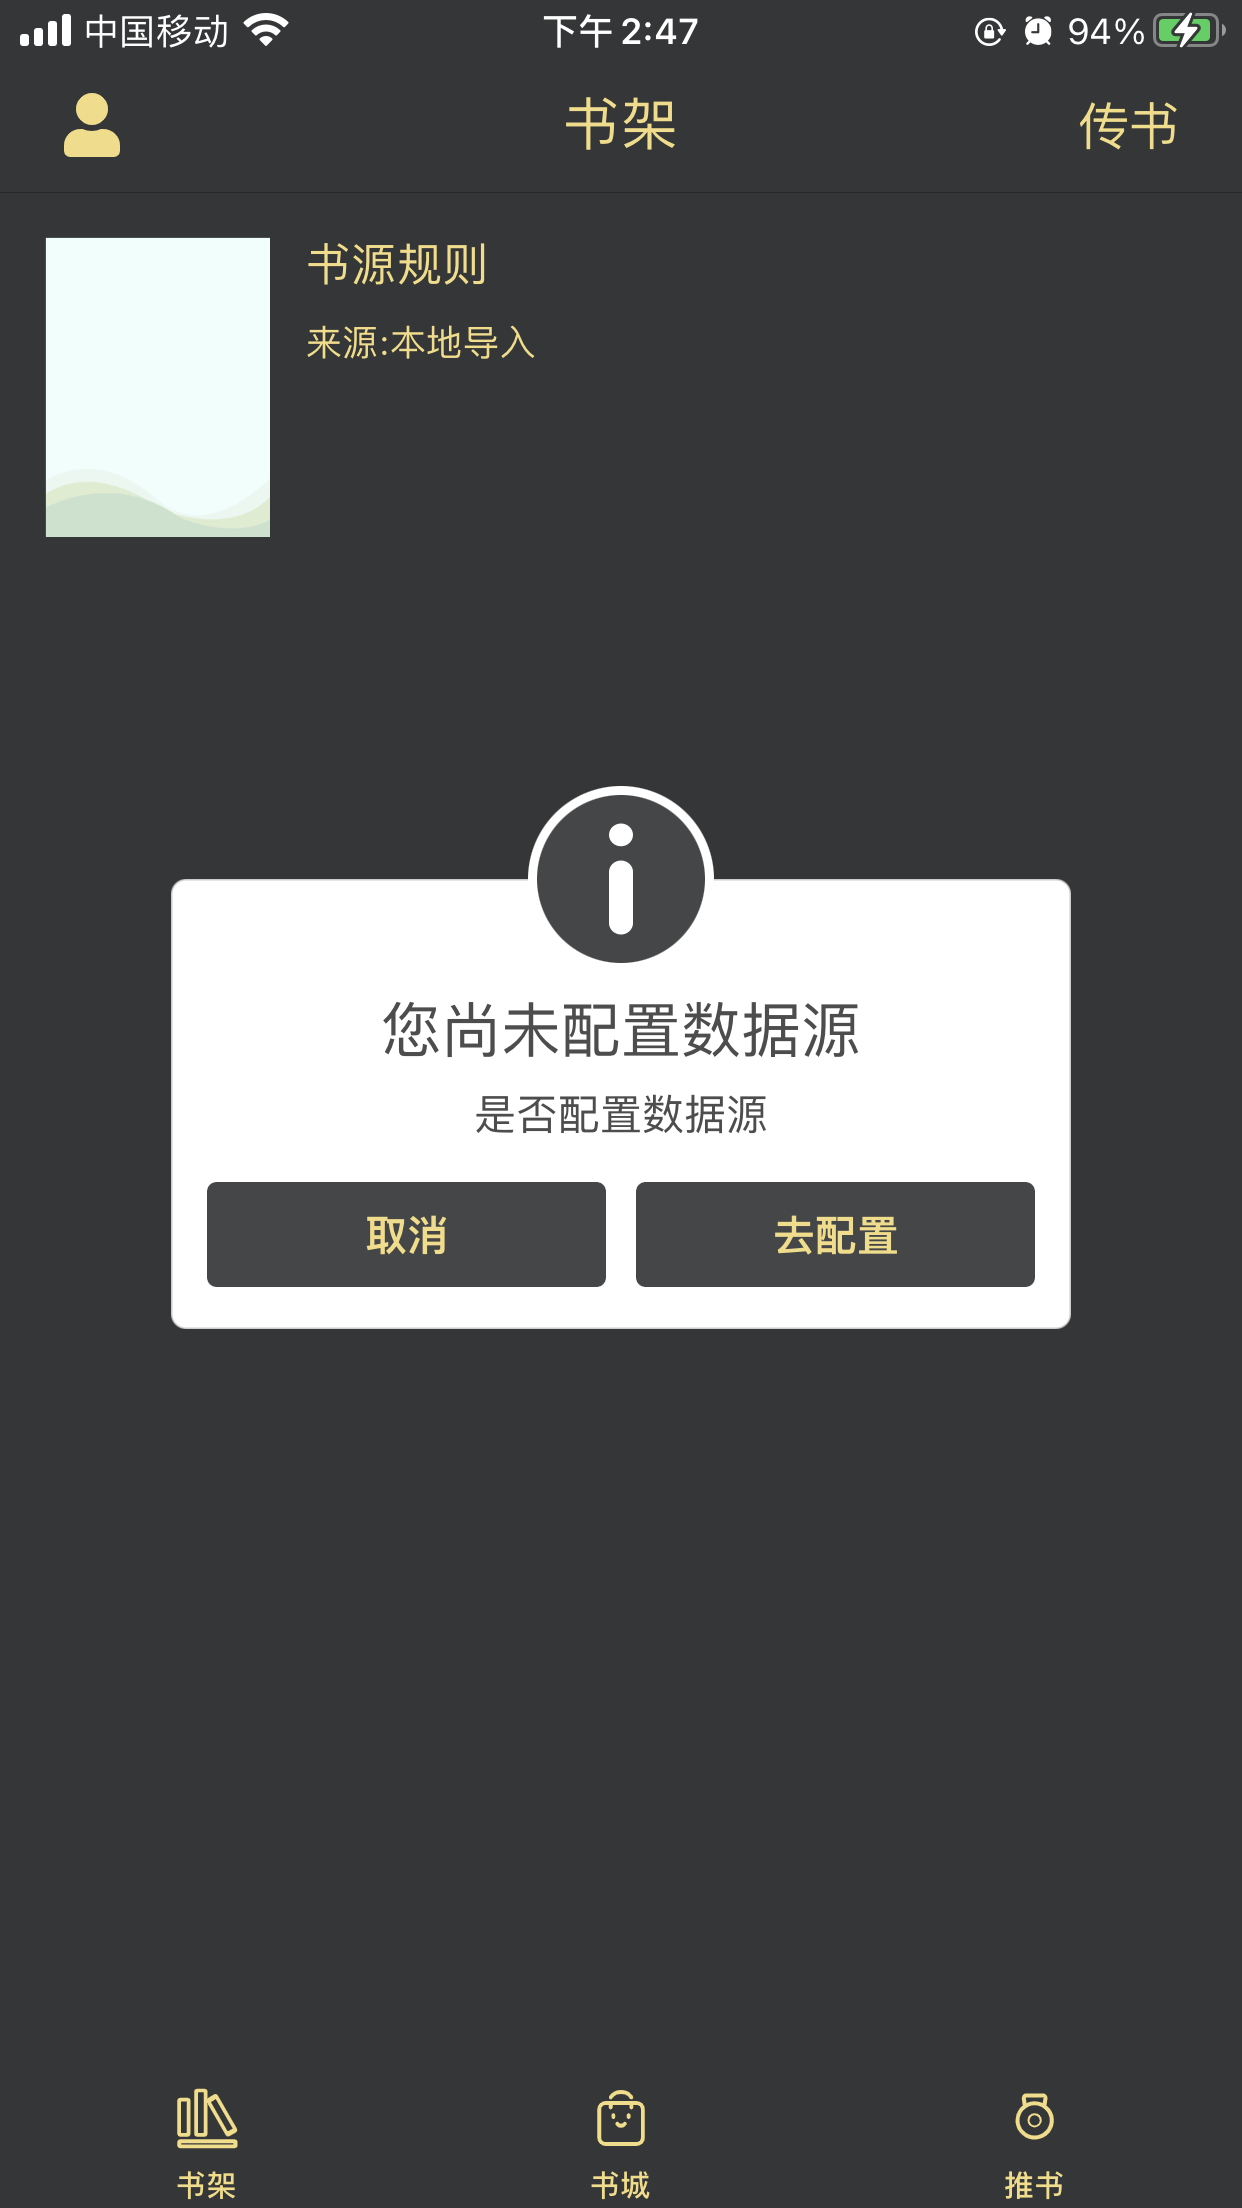 中国移动 下午 2:47 94%
书架 传书
书源规则
来源:本地导入
您尚未配置数据源
是否配置数据源
取消 去配置
书架 书城 推书